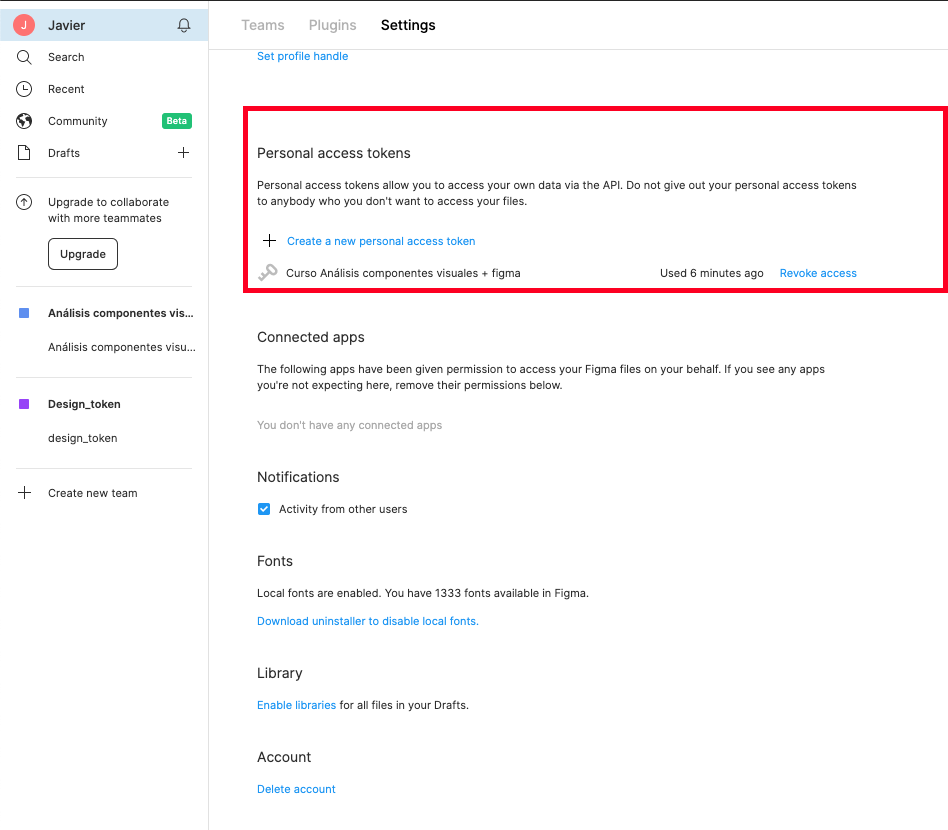 J Javier
Search
Recent
Community Beta
Drafts
Upgrade to collaborate
with more teammates
Upgrade
Análisis componentes vis...
Análisis componentes visu...
Design_token
design_token
Create new team
Teams Plugins Settings
Set profile handle
Personal access tokens
Personal access tokens allow you to access your own data via the API. Do not give out your personal access tokens
to anybody who you don't want to access your files.
Create a new personal access token
Curso Análisis componentes visuales + figma Used 6 minutes ago Revoke access
Connected apps
The following apps have been given permission to access your Figma files on your behalf. If you see any apps
you're not expecting here, remove their permissions below.
You don't have any connected apps
Notifications
Activity from other users
Fonts
Local fonts are enabled. You have 1333 fonts available in Figma.
Download uninstaller to disable local fonts.
Library
Enable libraries for all files in your Drafts.
Account
Delete account